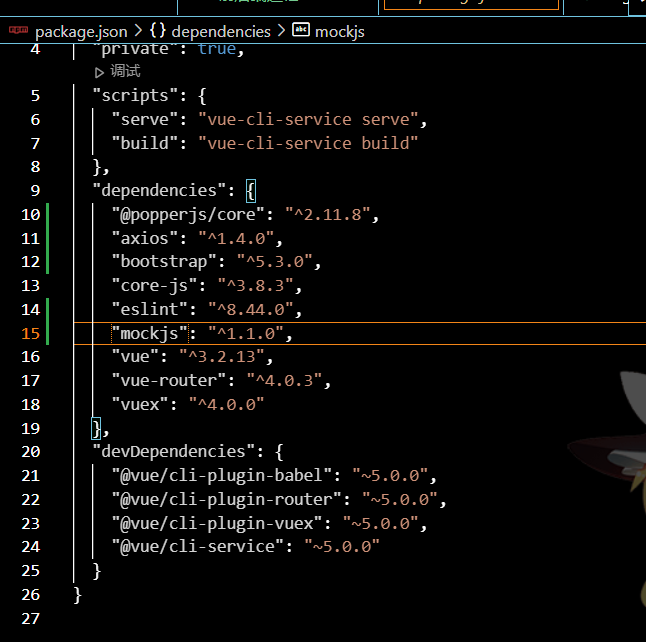 package.json > {} dependencies > abc mockjs
4 "private": true,
调试
5 "scripts": {
6 "serve": "vue-cli-service serve",
7 "build": "vue-cli-service build"
8 },
9 "dependencies": {
10 "@popperjs/core": "^2.11.8",
11 "axios": "^1.4.0",
12 "bootstrap": "^5.3.0",
13 "core-js": "^3.8.3",
14 "eslint": "^8.44.0",
15 "mockjs": "^1.1.0",
16 "vue": "^3.2.13",
17 "vue-router": "^4.0.3",
18 "vuex": "^4.0.0"
19 },
20 "devDependencies": {
21 "@vue/cli-plugin-babel": "~5.0.0",
22 "@vue/cli-plugin-router": "~5.0.0",
23 "@vue/cli-plugin-vuex": "~5.0.0",
24 "@vue/cli-service": "~5.0.0"
25 }
26 }
27